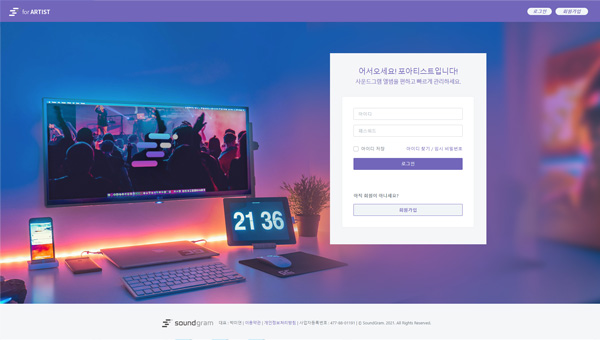 for ARTIST
로그인
회원가입
어서오세요! 포아티스트입니다!
사운드그램 앨범을 편하고 빠르게 관리하세요.
아이디
패스워드
아이디 저장
아이디 찾기 / 임시 비밀번호
로그인
아직 회원이 아니세요?
회원가입
21 36
soundgram
이용약관 | 개인정보처리방침 | 사업자등록번호 : 477-88-01191 | © SoundGram, 2021. All Rights Reserved.